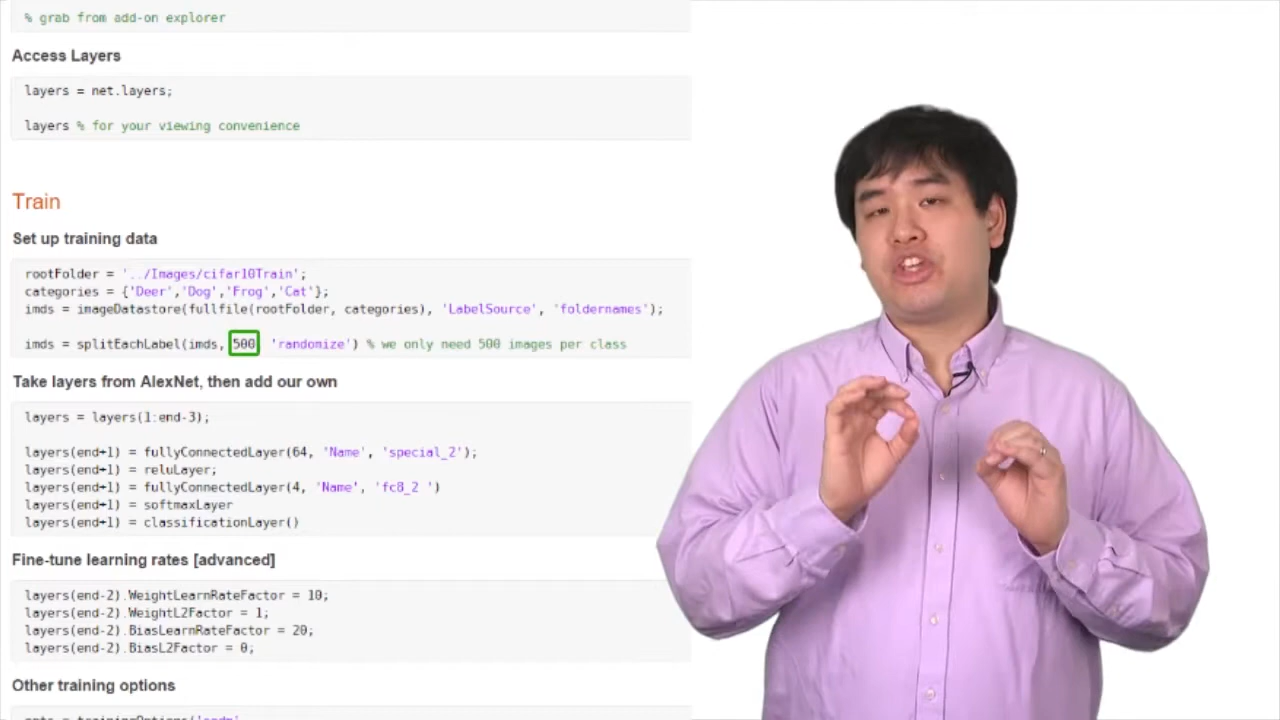 % grab from add-on explorer
Access Layers
layers = net.layers;
layers % for your viewing convenience
Train
Set up training data
rootFolder = '../Images/cifar10Train';
categories = {'Deer','Dog','Frog','Cat'};
imds = imageDatastore(fullfile(rootFolder, categories), 'LabelSource', 'foldernames');
imds = splitEachLabel(imds, 500 'randomize') % we only need 500 images per class
Take layers from AlexNet, then add our own
layers = layers(1:end-3);
layers(end+1) = fullyConnectedLayer(64, 'Name', 'special_2');
layers(end+1) = reluLayer;
layers(end+1) = fullyConnectedLayer(4, 'Name', 'fc8_2 ')
layers(end+1) = softmaxLayer
layers(end+1) = classificationLayer()
Fine-tune learning rates [advanced]
layers(end-2).WeightLearnRateFactor = 10;
layers(end-2).WeightL2Factor = 1;
layers(end-2).BiasLearnRateFactor = 20;
layers(end-2).BiasL2Factor = 0;
Other training options